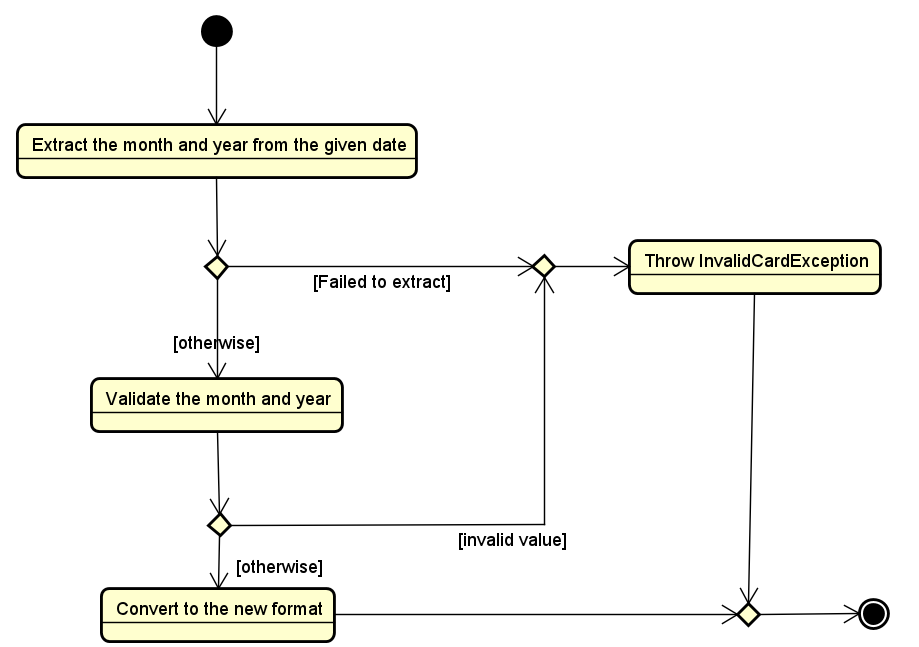 Extract the month and year from the given date
Throw InvalidCardException
[Failed to extract]
[otherwise]
Validate the month and year
[invalid value]
[otherwise]
Convert to the new format